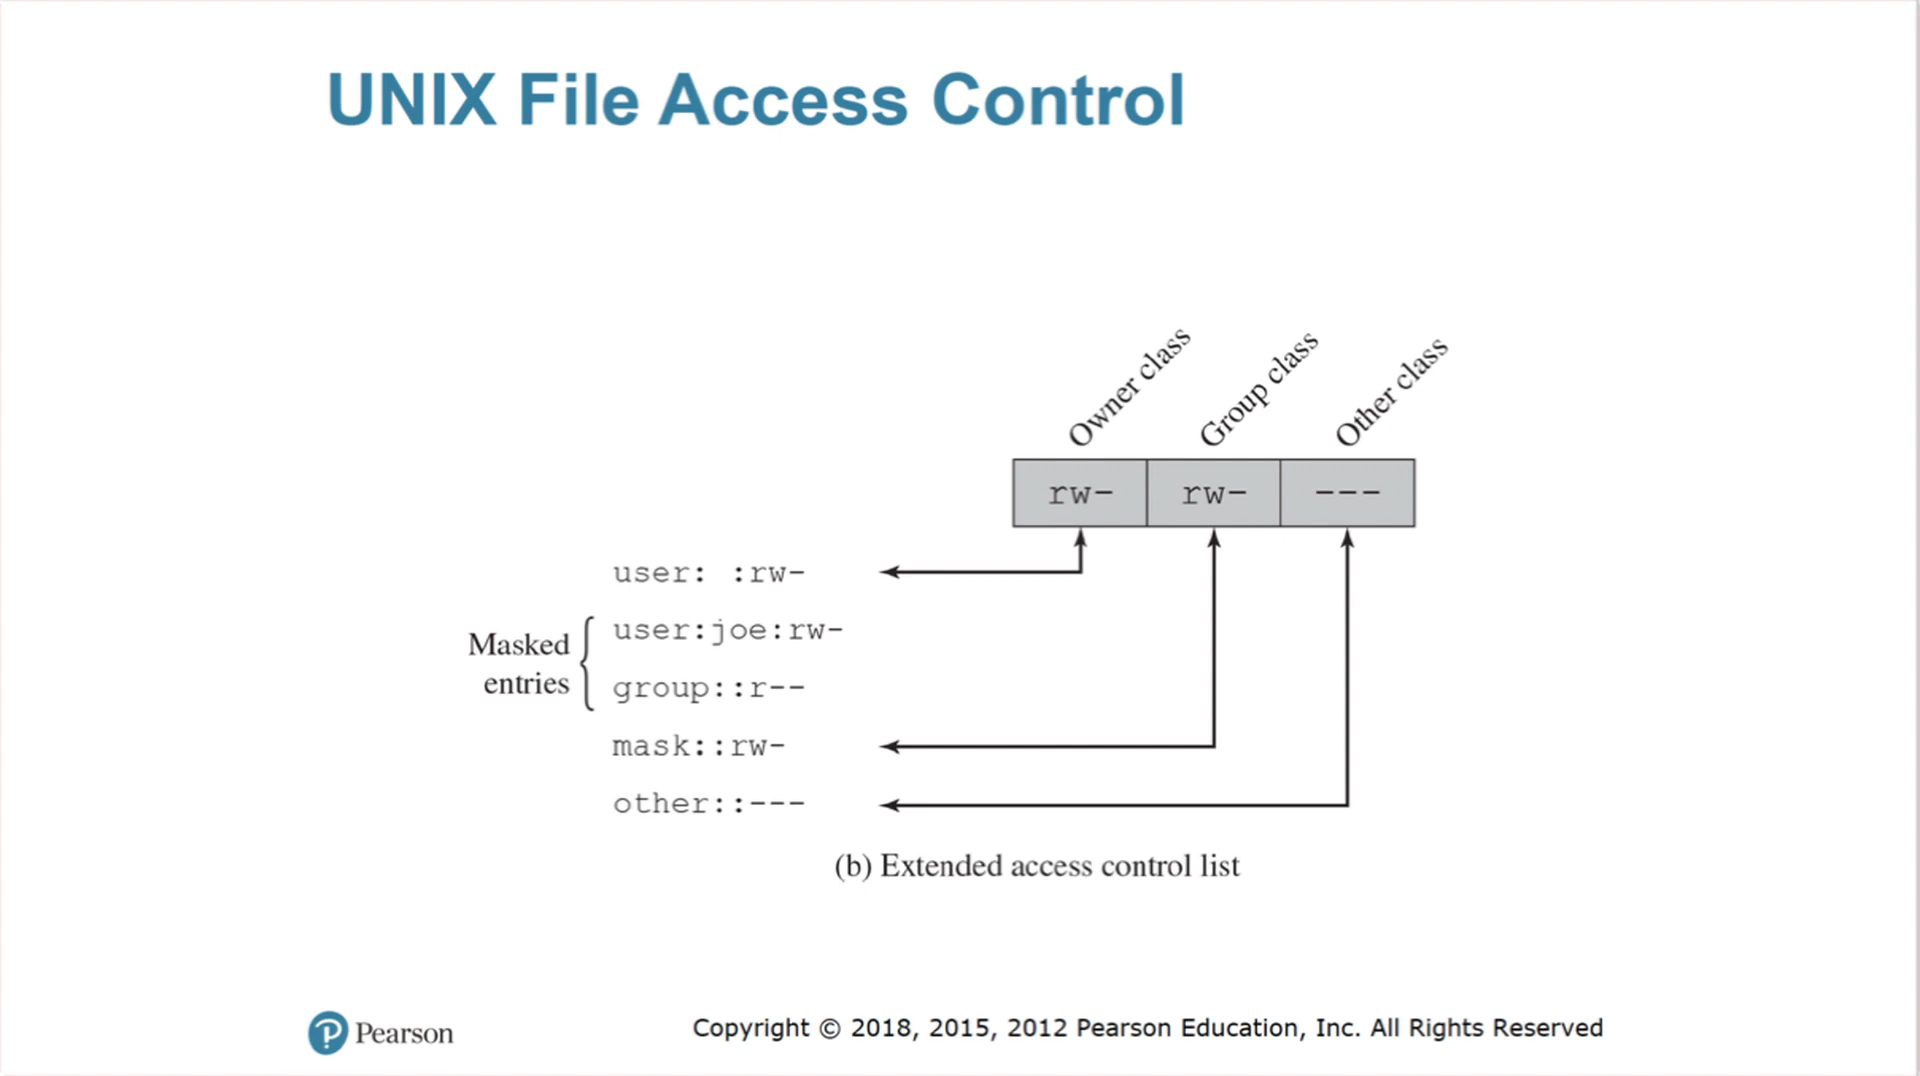 UNIX File Access Control
Owner class
Group class
Other class
rw- rw- ---
user: :rw-
Masked
entries
user:joe:rw-
group::r--
mask::rw-
other::---
(b) Extended access control list
Pearson
Copyright © 2018, 2015, 2012 Pearson Education, Inc. All Rights Reserved